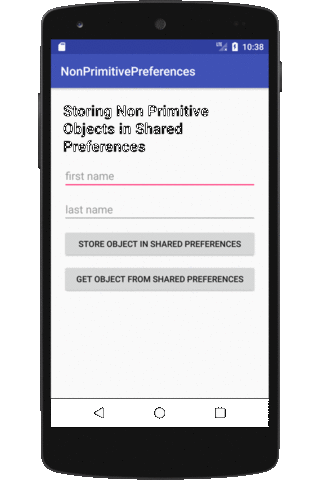 10:38
NonPrimitivePreferences
Storing Non Primitive
Objects in Shared
Preferences
first name
last name
STORE OBJECT IN SHARED PREFERENCES
GET OBJECT FROM SHARED PREFERENCES